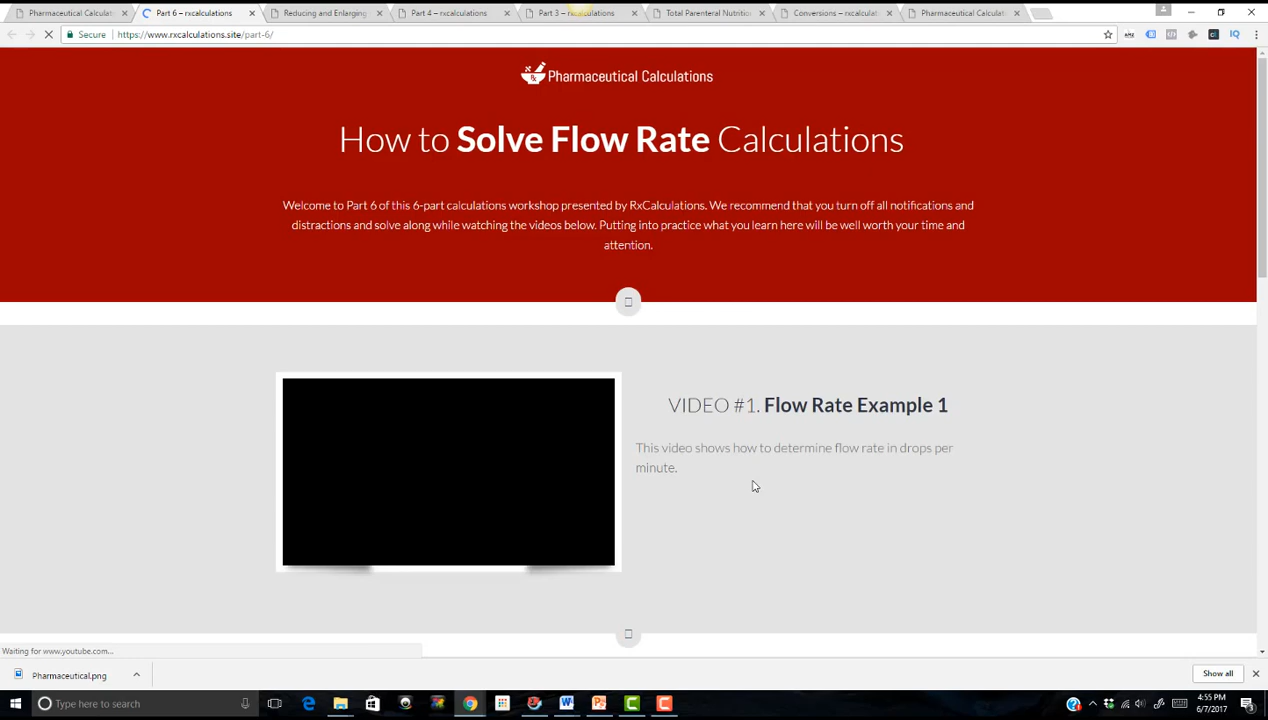 Pharmaceutical Calculat
Part 6 – rxcalculations
Reducing and Enlarging
Part 4 – rxcalculations
Part 3 – rxcalculations
Total Parenteral Nutritio
Conversions – rxcalculat
Pharmaceutical Calculat
Secure
https://www.rxcalculations.site/part-6/
Pharmaceutical Calculations
How to Solve Flow Rate Calculations
Welcome to Part 6 of this 6-part calculations workshop presented by RxCalculations. We recommend that you turn off all notifications and
distractions and solve along while watching the videos below. Putting into practice what you learn here will be well worth your time and
attention.
VIDEO #1. Flow Rate Example 1
This video shows how to determine flow rate in drops per
minute.
Waiting for www.youtube.com...
Pharmaceutical.png
Show all
Type here to search
4:55 PM
6/7/2017